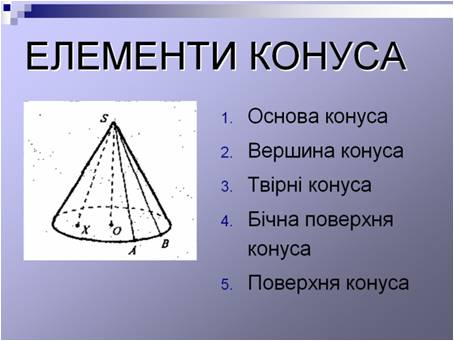 ЕЛЕМЕНТИ КОНУСА
S
X
O
A
B
1. Основа конуса
2. Вершина конуса
3. Твірні конуса
4. Бічна поверхня
конуса
5. Поверхня конуса